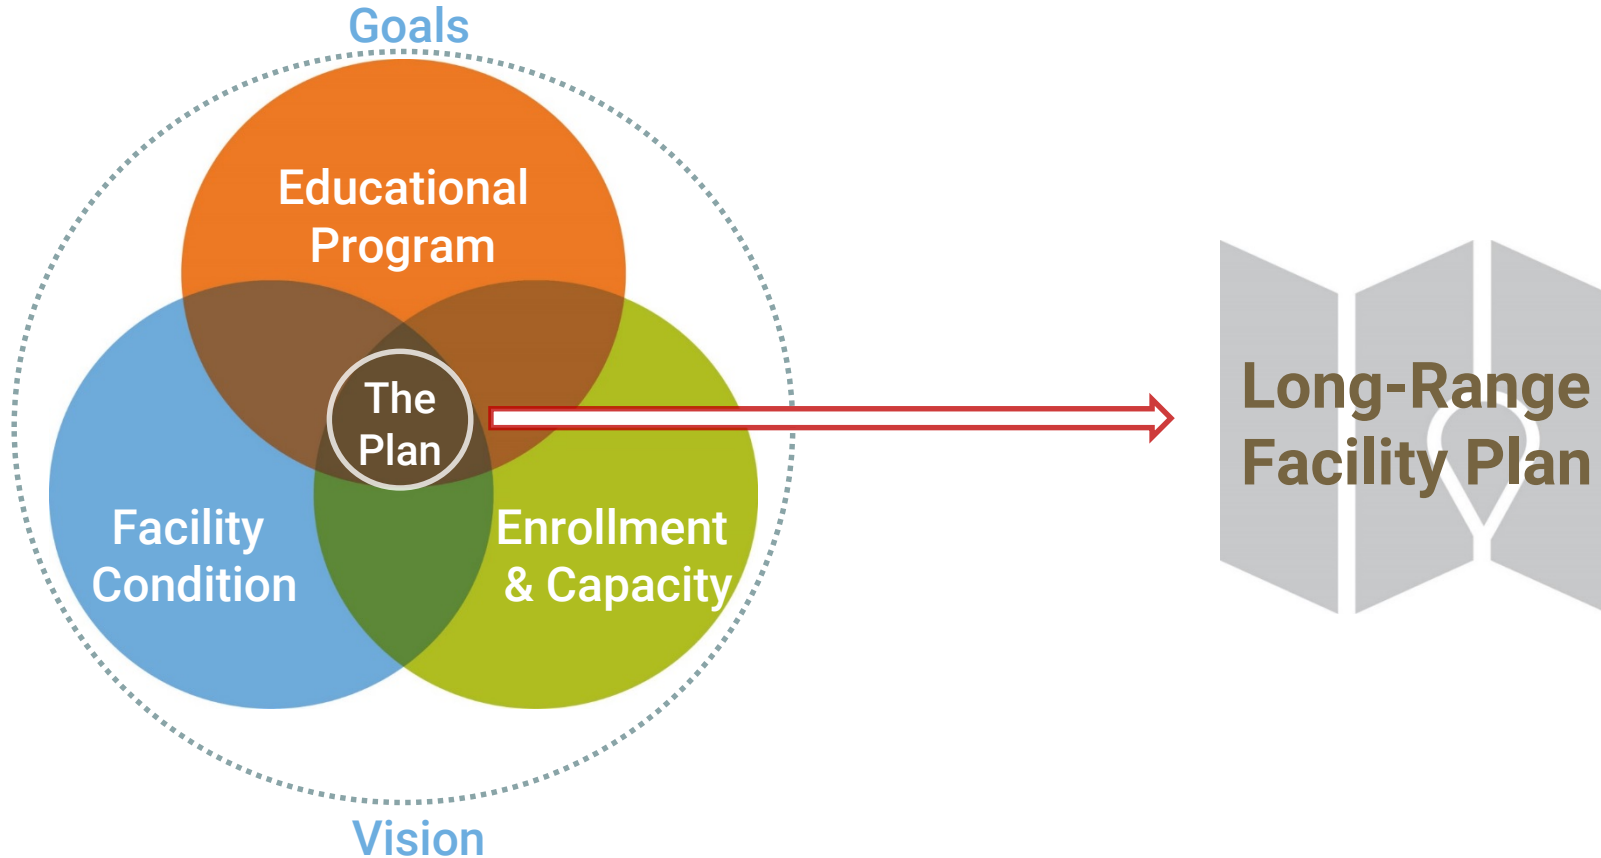 Goals
Educational
Program
The
Plan
Facility
Condition
Enrollment
& Capacity
Vision
Long-Range
Facility Plan